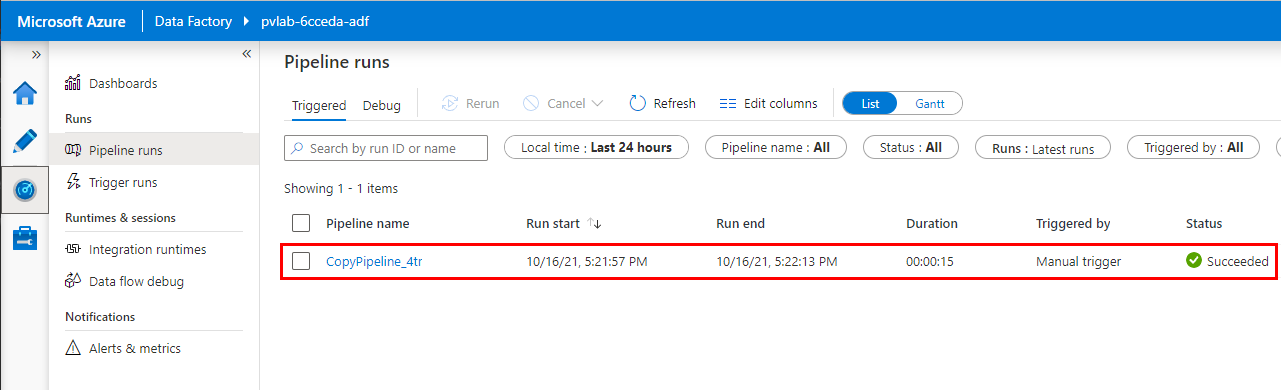 Microsoft Azure Data Factory pvlab-6cceda-adf
Dashboards
Runs
Pipeline runs
Trigger runs
Runtimes & sessions
Integration runtimes
Data flow debug
Notifications
Alerts & metrics
Pipeline runs
Triggered Debug Rerun Cancel Refresh Edit columns List Gantt
Search by run ID or name Local time : Last 24 hours Pipeline name : All Status : All Runs : Latest runs Triggered by : All
Showing 1 - 1 items
Pipeline name Run start Run end Duration Triggered by Status
CopyPipeline_4tr 10/16/21, 5:21:57 PM 10/16/21, 5:22:13 PM 00:00:15 Manual trigger Succeeded